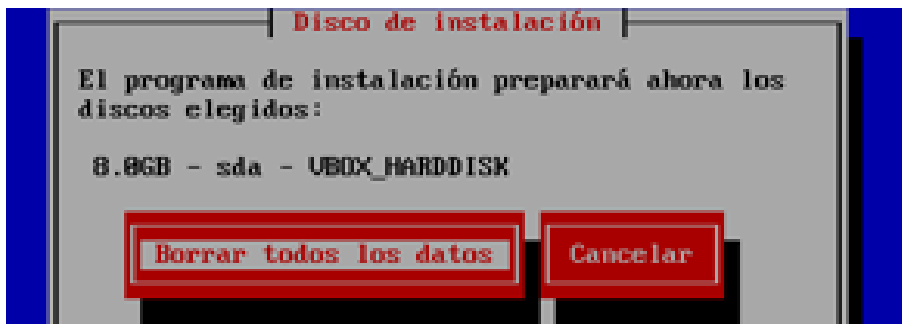 Disco de instalación
El programa de instalación preparará ahora los
discos elegidos:
8.0GB - sda - VBOX_HARDDISK
Borrar todos los datos
Cancelar